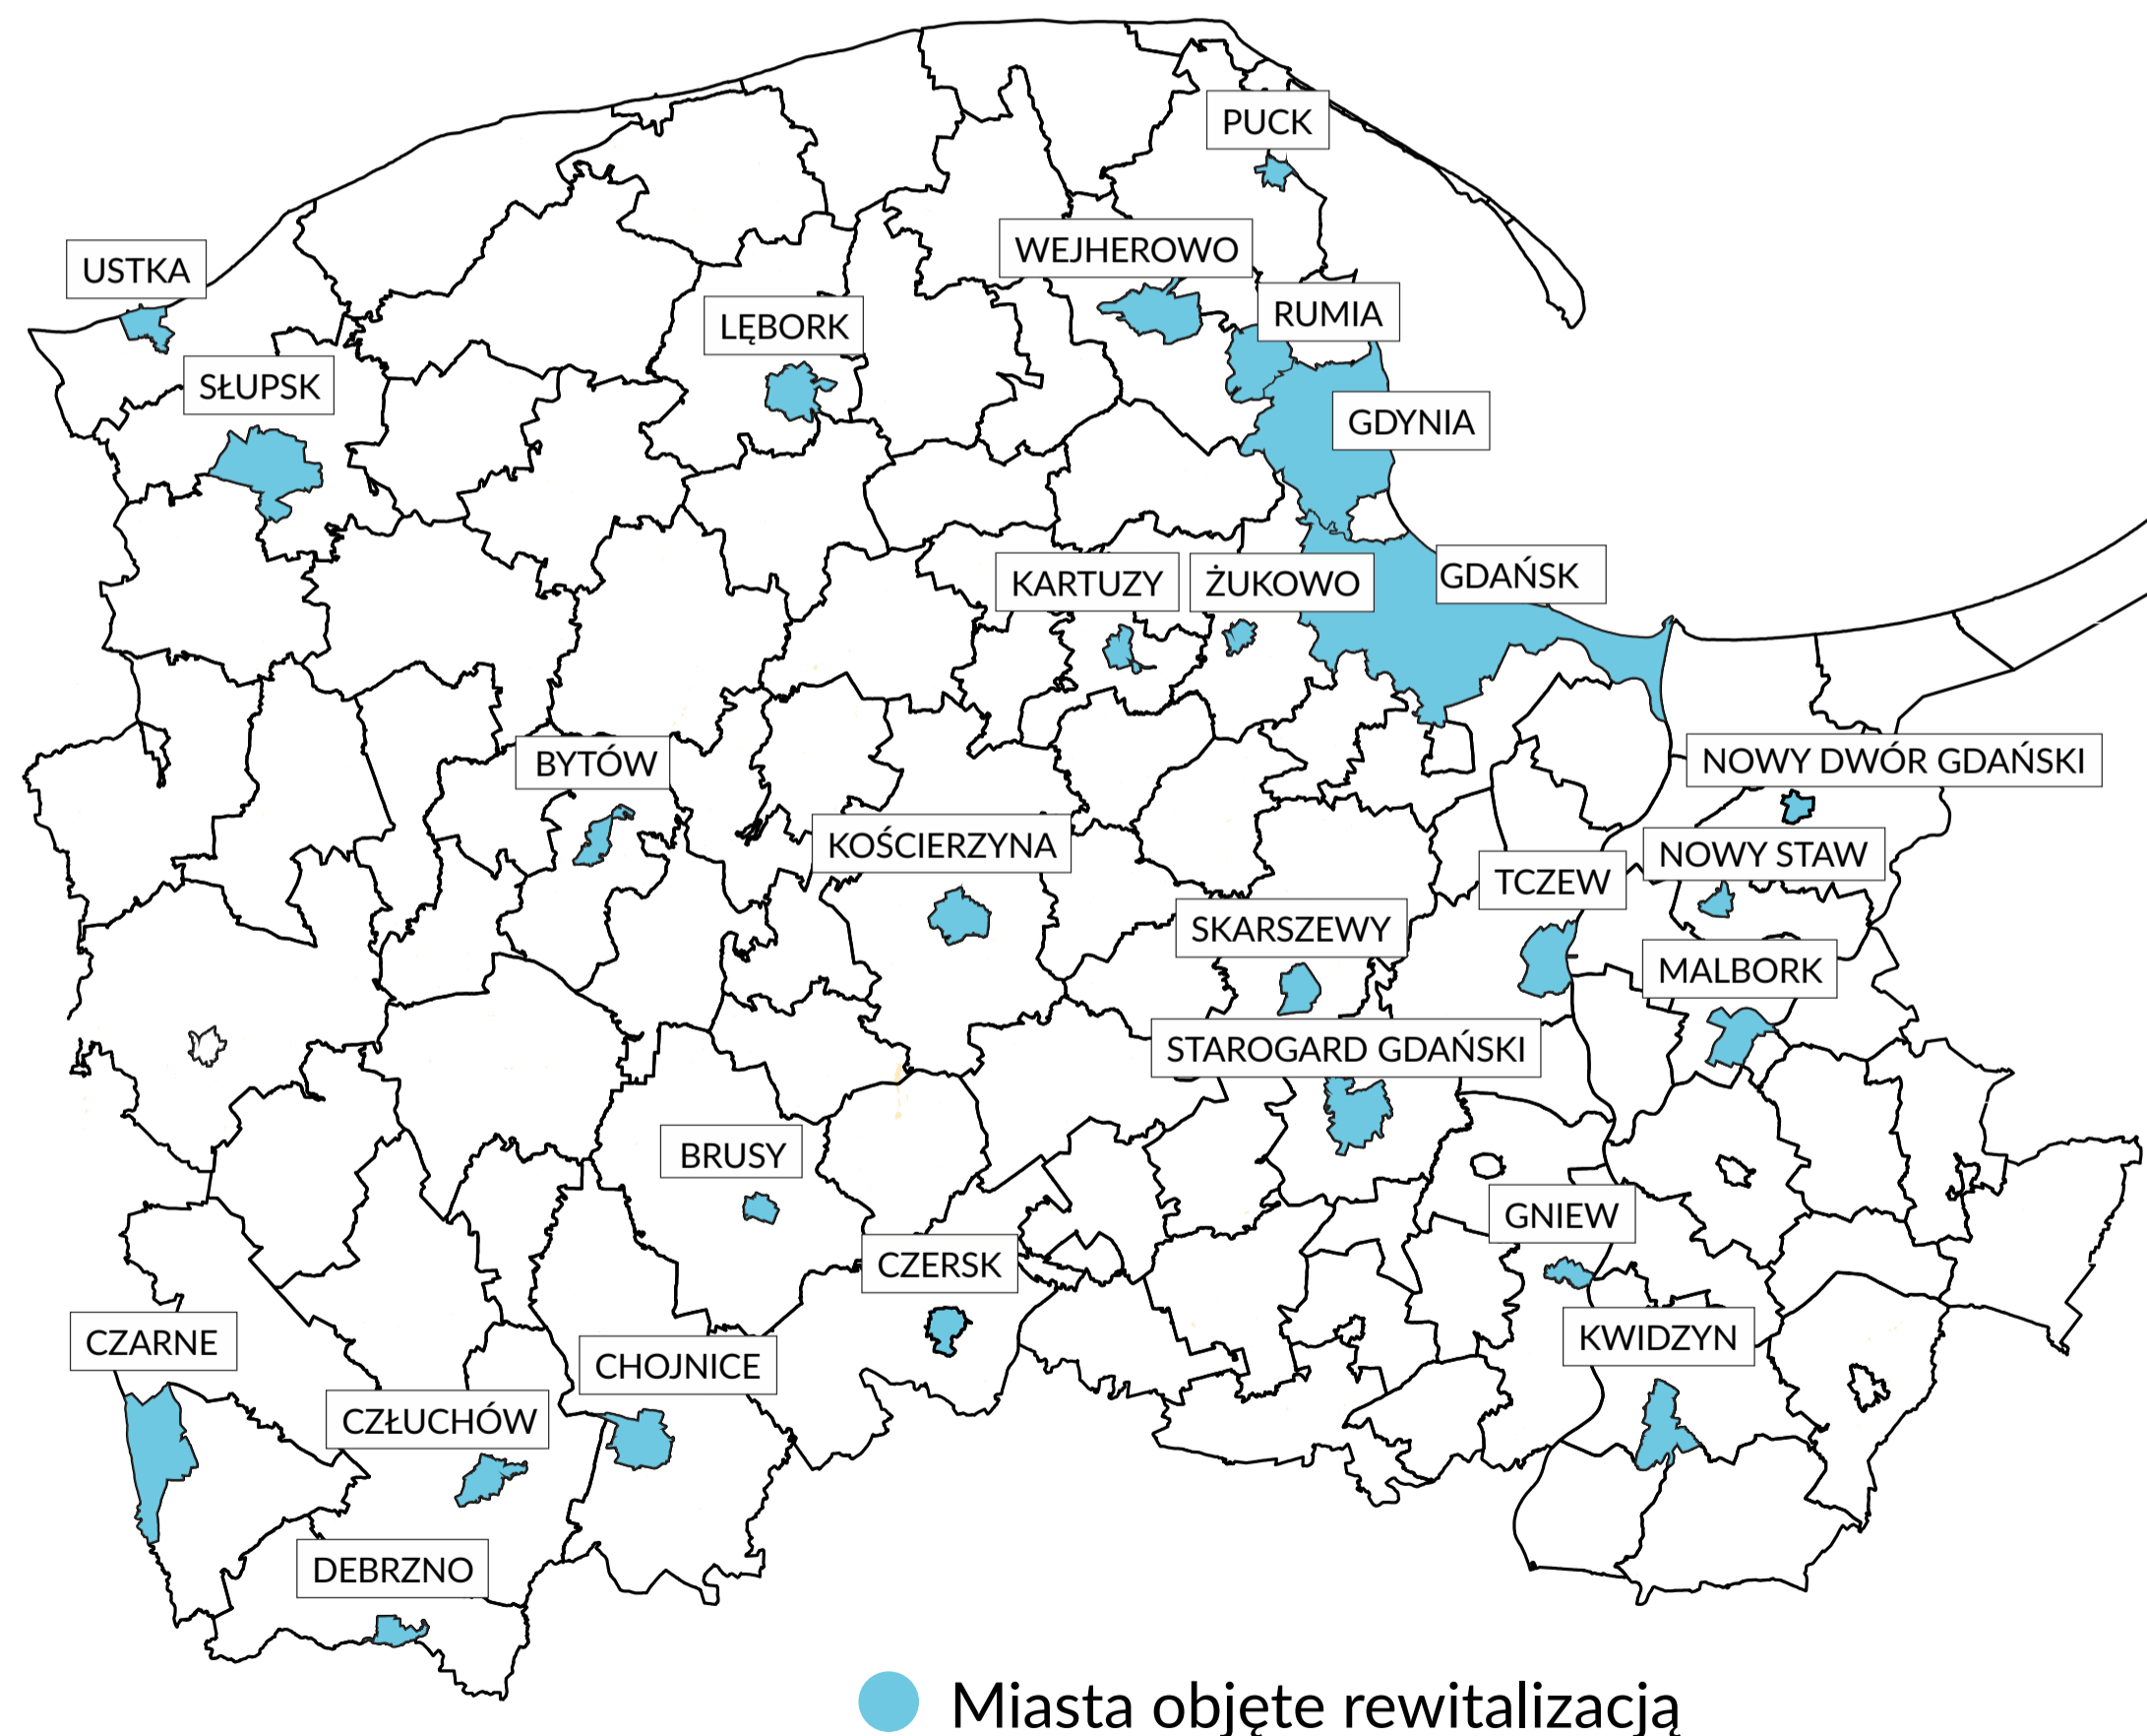 PUCK
WEJHEROWO
USTKA
RUMIA
LĘBORK
SŁUPSK
GDYNIA
KARTUZY
ŻUKOWO
GDAŃSK
BYTÓW
NOWY DWÓR GDAŃSKI
KOŚCIERZYNA
NOWY STAW
TCZEW
SKARSZEWY
MALBORK
STAROGARD GDAŃSKI
BRUSY
GNIEW
CZERSK
CZARNE
KWIDZYN
CHOJNICE
CZŁUCHÓW
DEBRZNO
Miasta objęte rewitalizacją